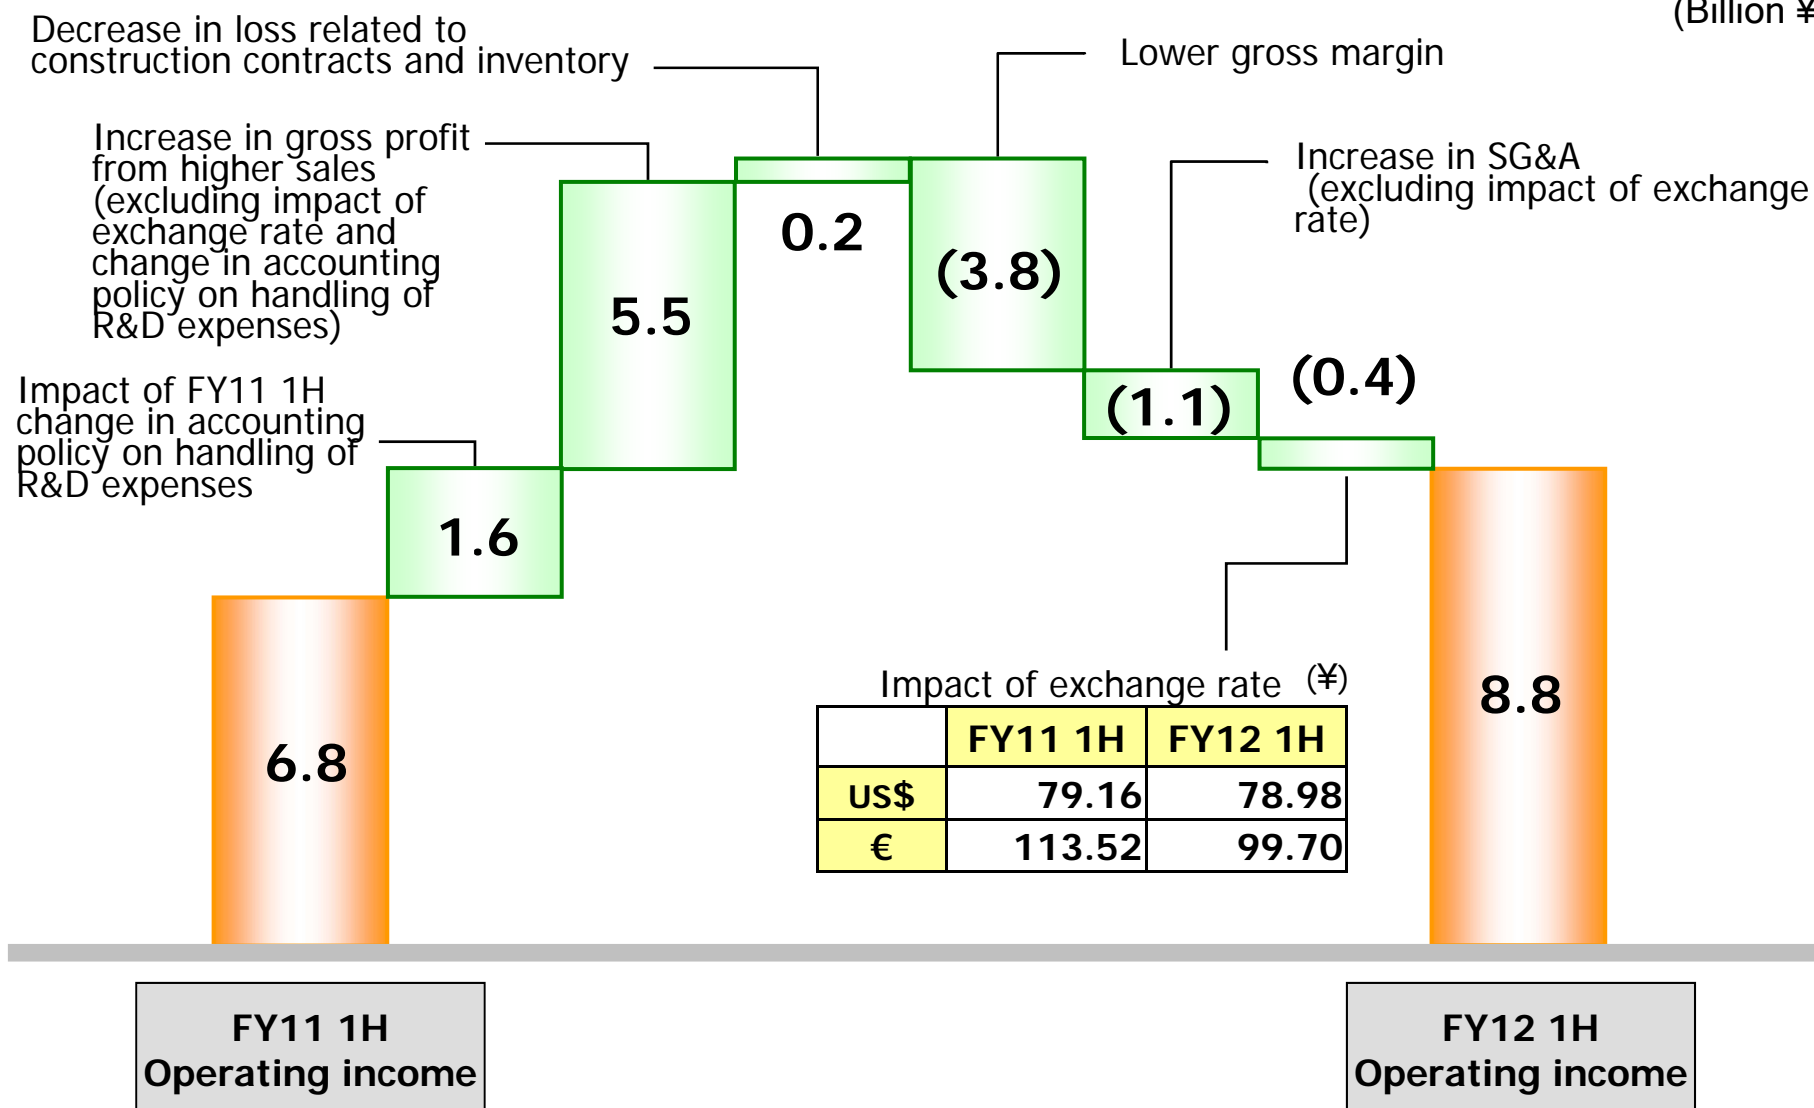 (Billion ¥
Decrease in loss related to
construction contracts and inventory
Lower gross margin
Increase in gross profit
from higher sales
(excluding impact of
exchange rate and
change in accounting
policy on handling of
R&D expenses)
Increase in SG&A
(excluding impact of exchange
rate)
0.2
(3.8)
5.5
(0.4)
(1.1)
Impact of FY11 1H
change in accounting
policy on handling of
R&D expenses
1.6
6.8
8.8
Impact of exchange rate (¥)
FY11 1H FY12 1H
US$ 79.16 78.98
€ 113.52 99.70
FY11 1H
Operating income
FY12 1H
Operating income